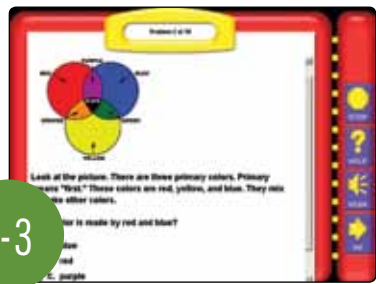 Problem 2 of 10
PURPLE
RED
BLUE
BLACK
ORANGE
GREEN
YELLOW
Look at the picture. There are three primary colors. Primary
means "first." These colors are red, yellow, and blue. They mix
other colors.
is made by red and blue?
red
C. purple
-3
STOP
HELP